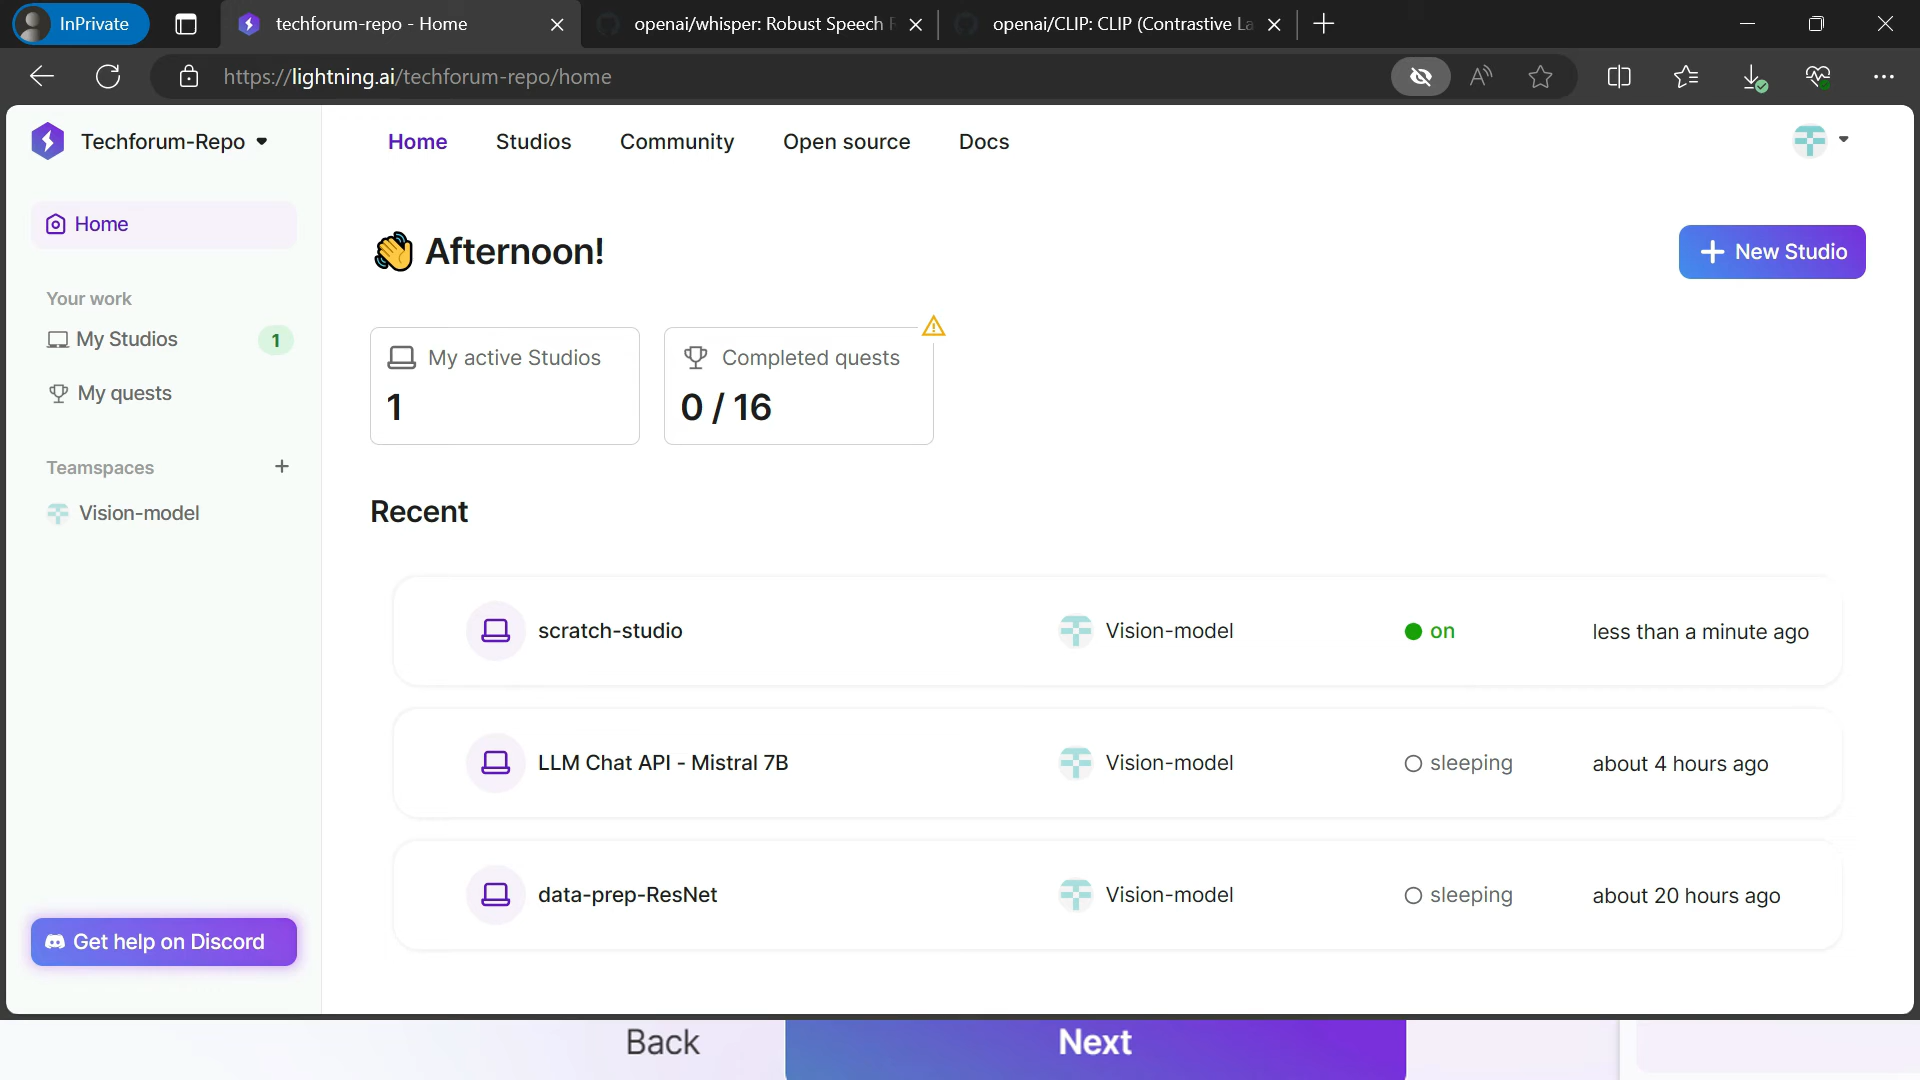 InPrivate
techforum-repo - Home
openai/whisper: Robust Speech
openai/CLIP: CLIP (Contrastive La
https://lightning.ai/techforum-repo/home
Techforum-Repo
Home
Studios
Community
Open source
Docs
Home
Your work
My Studios
1
My quests
Teamspaces
Vision-model
Get help on Discord
👋 Afternoon!
+ New Studio
My active Studios
1
Completed quests
0 / 16
Recent
scratch-studio Vision-model on less than a minute ago
LLM Chat API - Mistral 7B Vision-model sleeping about 4 hours ago
data-prep-ResNet Vision-model sleeping about 20 hours ago
Back
Next